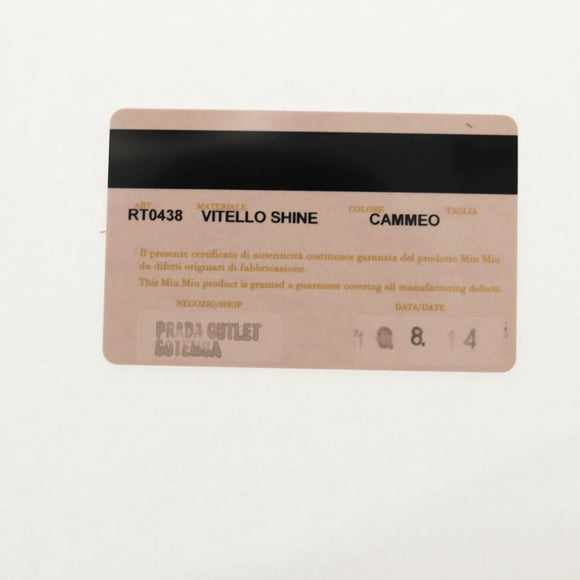 ART. MATERIALE COLORE TAGLIA
RT0438 VITELLO SHINE CAMMEO
Il presente certificato di autenticità costituisce garanzia del prodotto Miu Miu
da difetti originari di fabbricazione.
This Miu Miu product is granted a guarantee covering all manufacturing defects.
NEGOZIO/SHOP DATA/DATE
PRADA OUTLET
GOTEMBA
8. 14